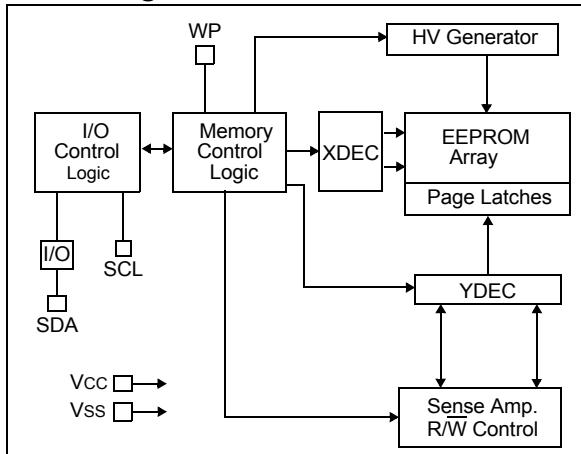 WP
HV Generator
I/O
Control
Logic
Memory
Control
Logic
XDEC
EEPROM
Array
Page Latches
I/O
SCL
SDA
YDEC
VCC
VSS
Sense Amp.
R/W̅ Control